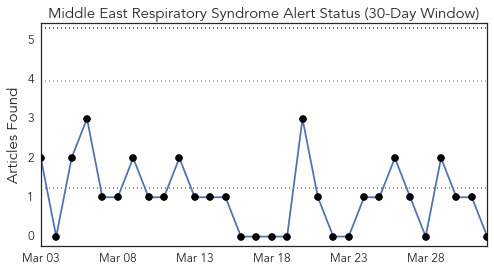 Middle East Respiratory Syndrome Alert Status (30-Day Window)
Articles Found
5
4
3
2
1
0
Mar 03 Mar 08 Mar 13 Mar 18 Mar 23 Mar 28